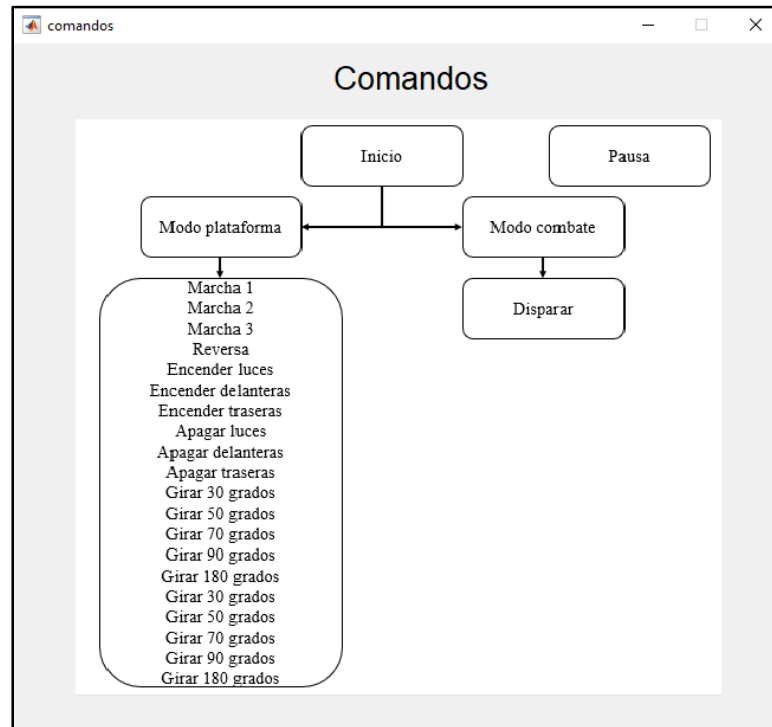 comandos
Comandos
Inicio
Pausa
Modo plataforma
Modo combate
Marcha 1
Marcha 2
Marcha 3
Reversa
Encender luces
Encender delanteras
Encender traseras
Apagar luces
Apagar delanteras
Apagar traseras
Girar 30 grados
Girar 50 grados
Girar 70 grados
Girar 90 grados
Girar 180 grados
Girar 30 grados
Girar 50 grados
Girar 70 grados
Girar 90 grados
Girar 180 grados
Disparar